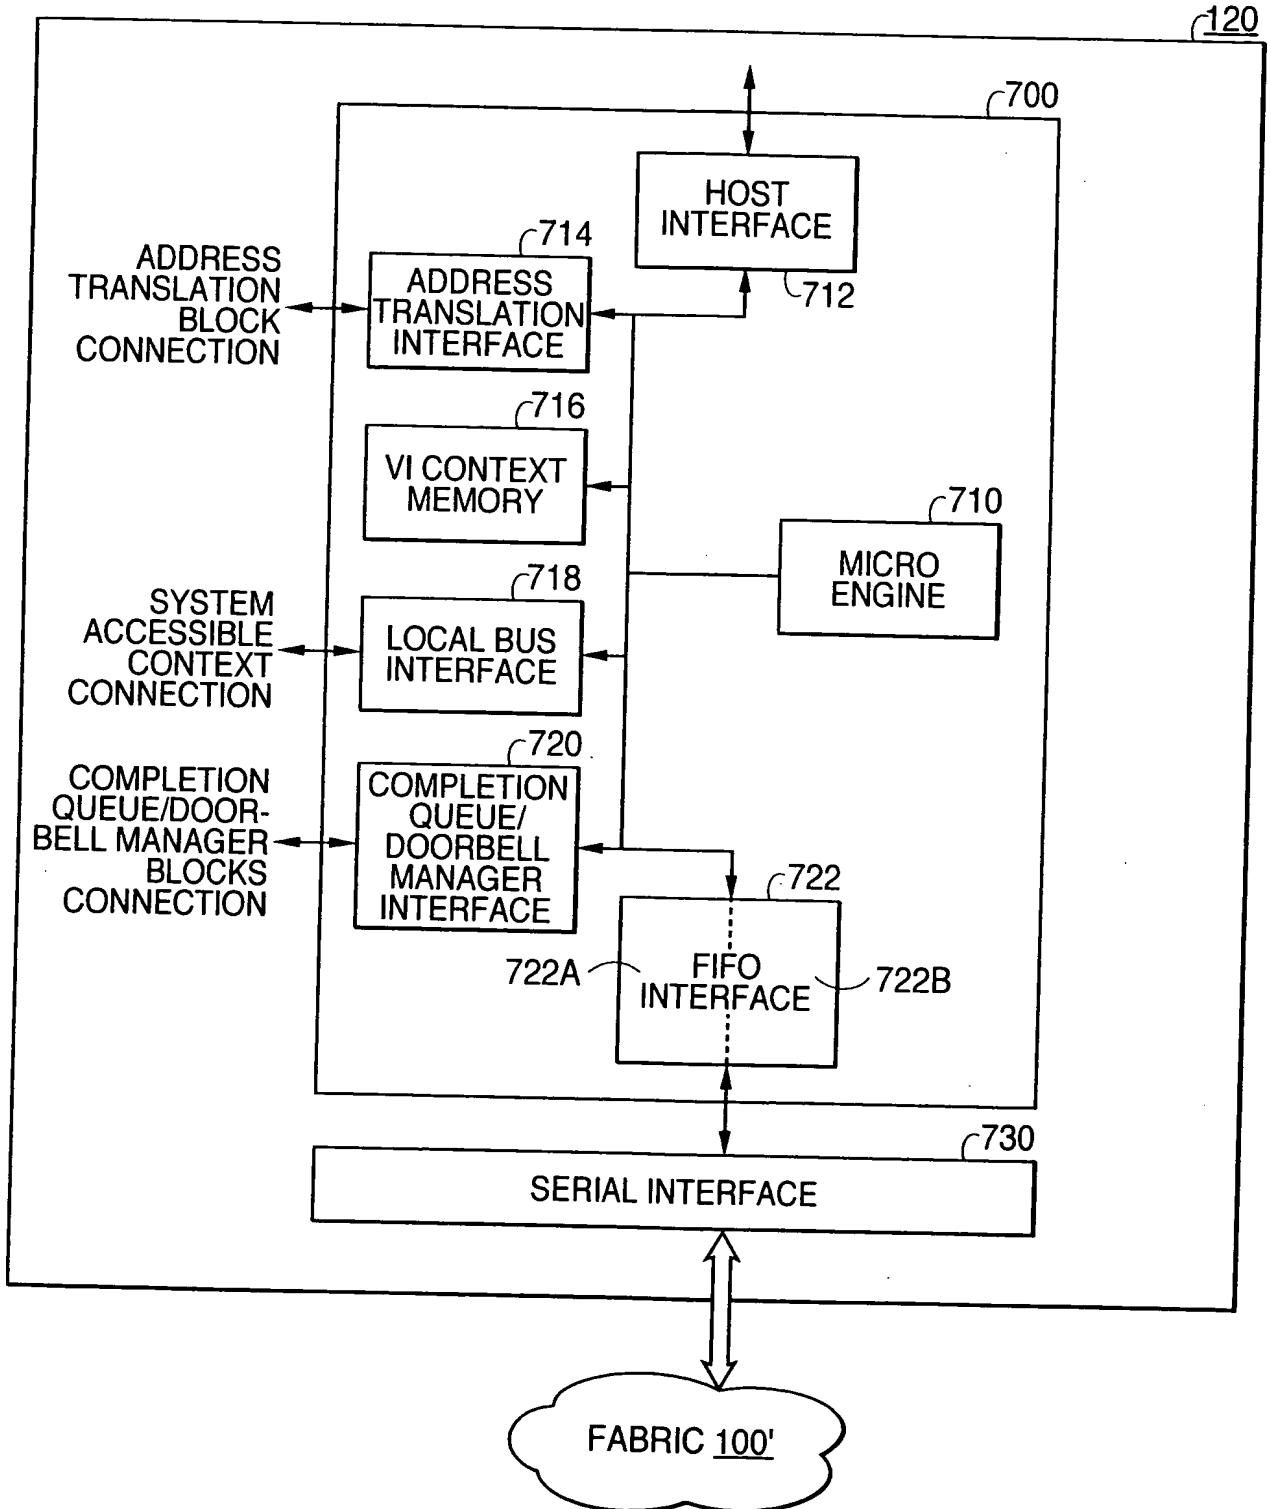 120
700
HOST
INTERFACE
712
714
ADDRESS
TRANSLATION
BLOCK
CONNECTION
ADDRESS
TRANSLATION
INTERFACE
716
VI CONTEXT
MEMORY
710
MICRO
ENGINE
718
SYSTEM
ACCESSIBLE
CONTEXT
CONNECTION
LOCAL BUS
INTERFACE
720
COMPLETION
QUEUE/DOOR-
BELL MANAGER
BLOCKS
CONNECTION
COMPLETION
QUEUE/
DOORBELL
MANAGER
INTERFACE
722
722A
FIFO
INTERFACE
722B
730
SERIAL INTERFACE
FABRIC 100'